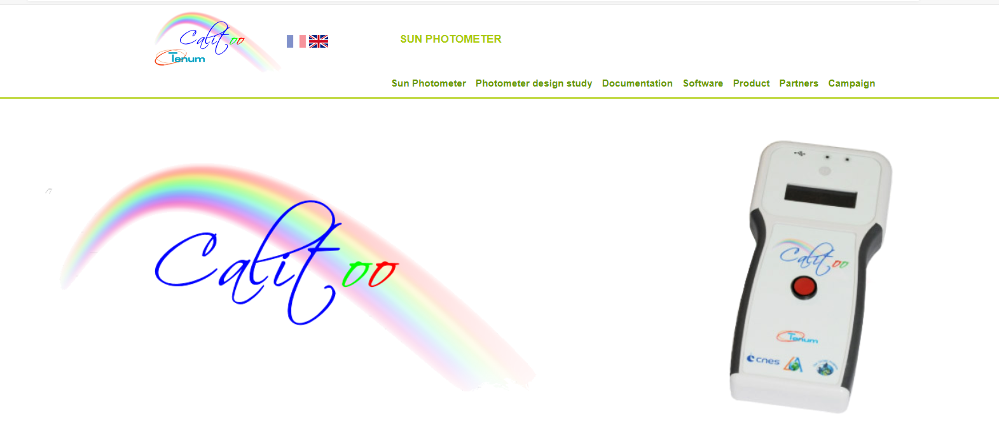 Calitoo
Tenum
SUN PHOTOMETER
Sun Photometer Photometer design study Documentation Software Product Partners Campaign
Calitoo
Calitoo
Tenum
cnes